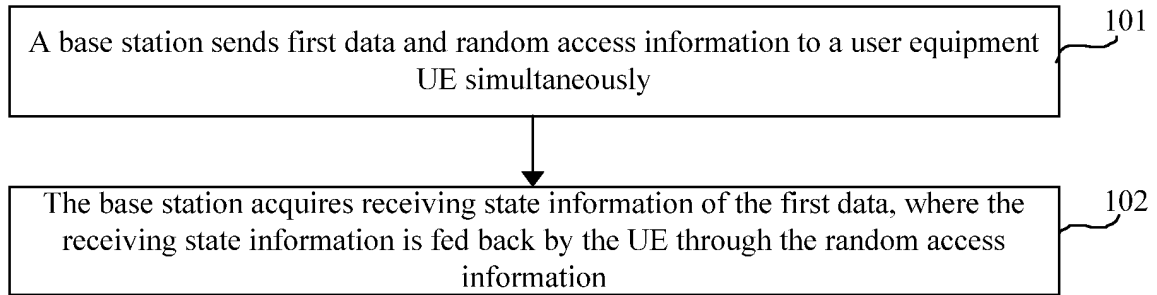 A base station sends first data and random access information to a user equipment
UE simultaneously
101
The base station acquires receiving state information of the first data, where the
receiving state information is fed back by the UE through the random access
information
102